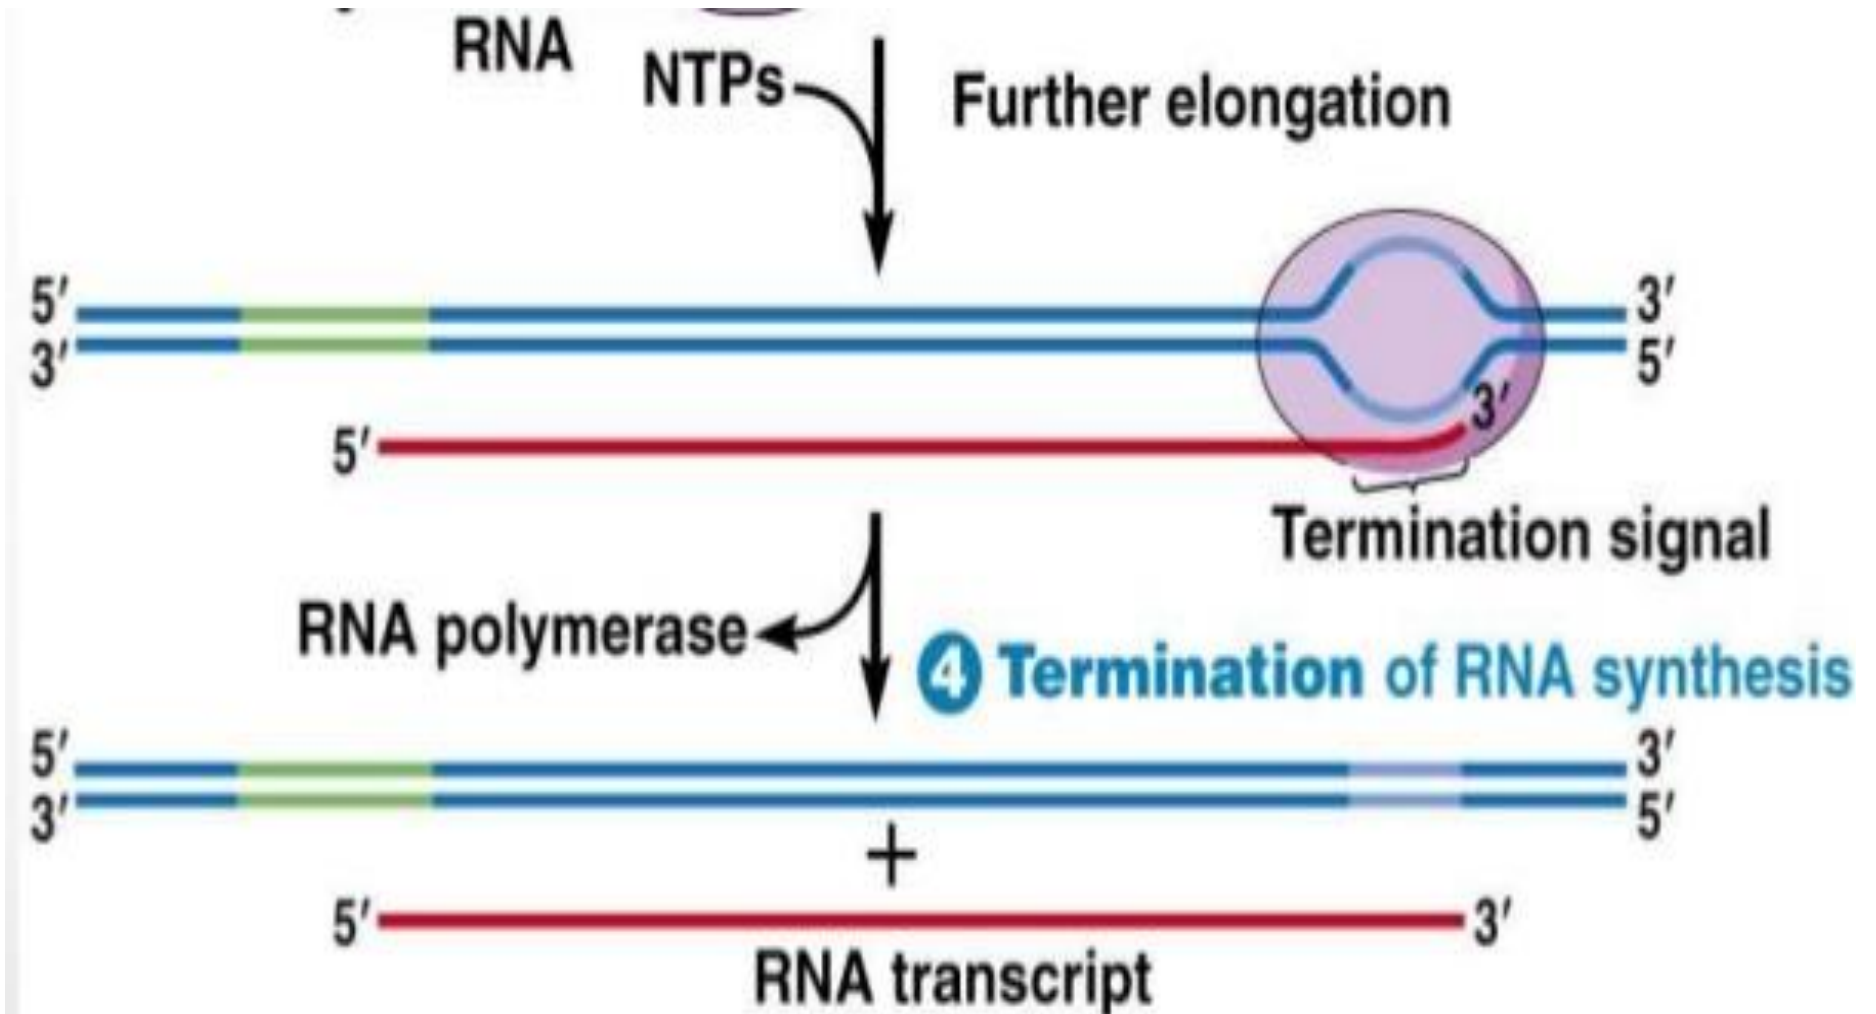 RNA
NTPs
Further elongation
5′
3′
3′
5′
3′
5′
Termination signal
RNA polymerase
4 Termination of RNA synthesis
5′
3′
3′
5′
+
5′
3′
RNA transcript